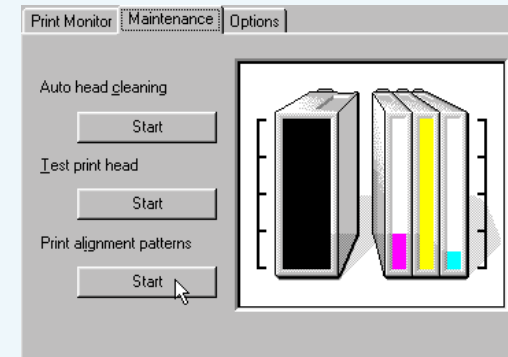 Print Monitor Maintenance Options
Auto head cleaning
Start
Test print head
Start
Print alignment patterns
Start